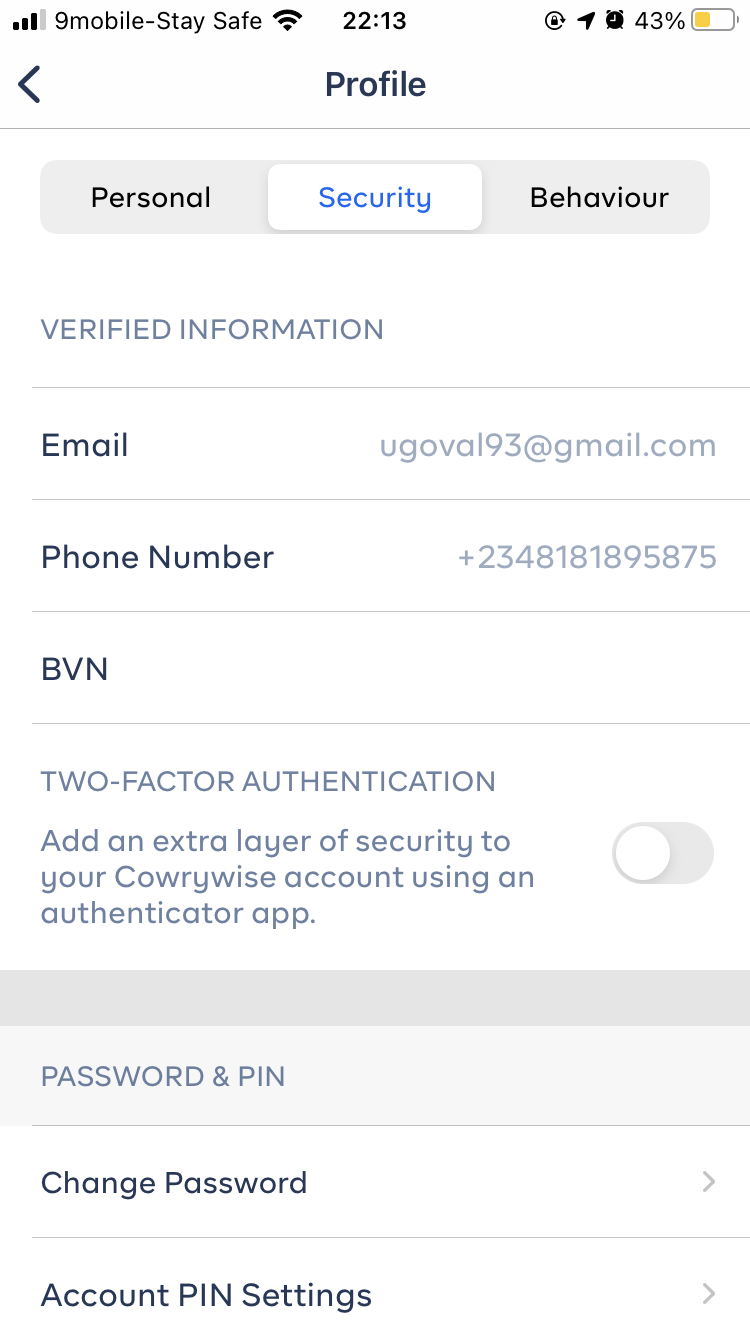 9mobile-Stay Safe 22:13 43%
Profile
Personal Security Behaviour
VERIFIED INFORMATION
Email ugoval93@gmail.com
Phone Number +2348181895875
BVN
TWO-FACTOR AUTHENTICATION
Add an extra layer of security to
your Cowrywise account using an
authenticator app.
PASSWORD & PIN
Change Password
Account PIN Settings